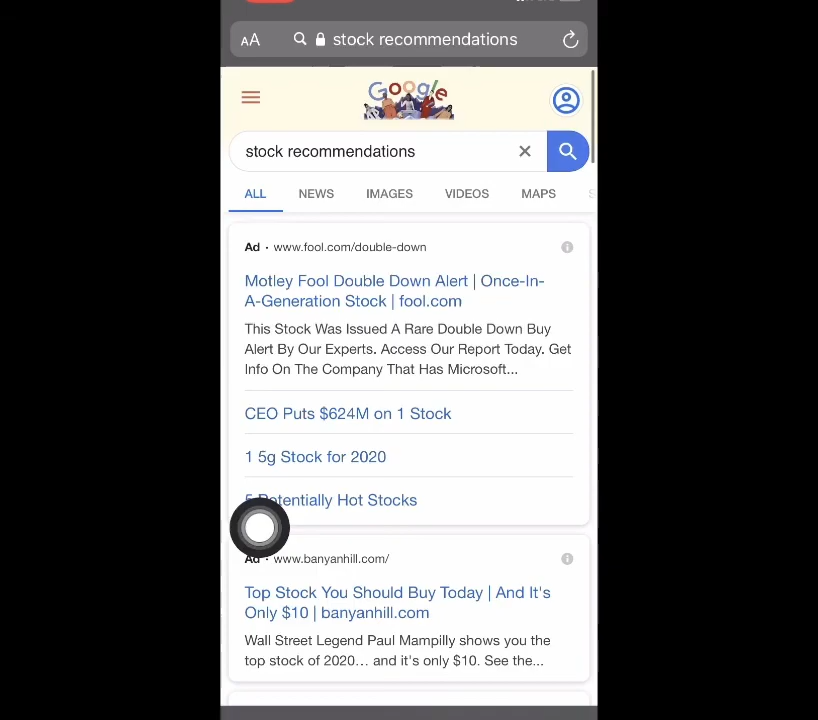 AA stock recommendations
Google
stock recommendations
ALL NEWS IMAGES VIDEOS MAPS
Ad · www.fool.com/double-down
Motley Fool Double Down Alert | Once-In-
A-Generation Stock | fool.com
This Stock Was Issued A Rare Double Down Buy
Alert By Our Experts. Access Our Report Today. Get
Info On The Company That Has Microsoft...
CEO Puts $624M on 1 Stock
1 5g Stock for 2020
5 Potentially Hot Stocks
Ad · www.banyanhill.com/
Top Stock You Should Buy Today | And It's
Only $10 | banyanhill.com
Wall Street Legend Paul Mampilly shows you the
top stock of 2020... and it's only $10. See the...